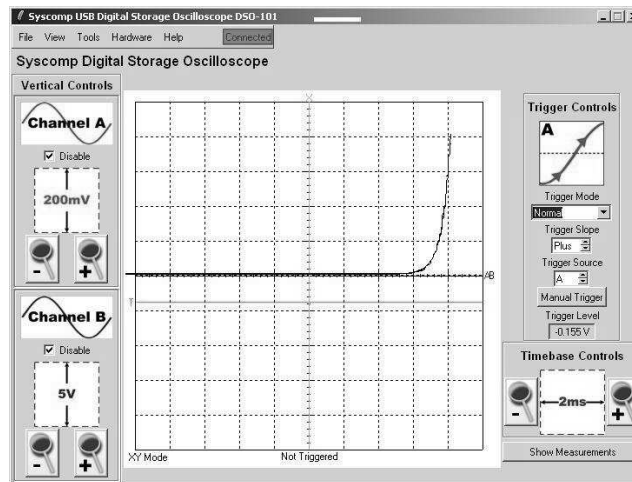 Syscomp USB Digital Storage Oscilloscope DSO-101
File View Tools Hardware Help Connected
Syscomp Digital Storage Oscilloscope
Vertical Controls
Channel A
Disable
200mV
- +
Channel B
Disable
5V
- +
X
AB
T
XY Mode Not Triggered
Trigger Controls
A
Trigger Mode
Normal
Trigger Slope
Plus
Trigger Source
A
Manual Trigger
Trigger Level
-0.155 V
Timebase Controls
- 2ms +
Show Measurements